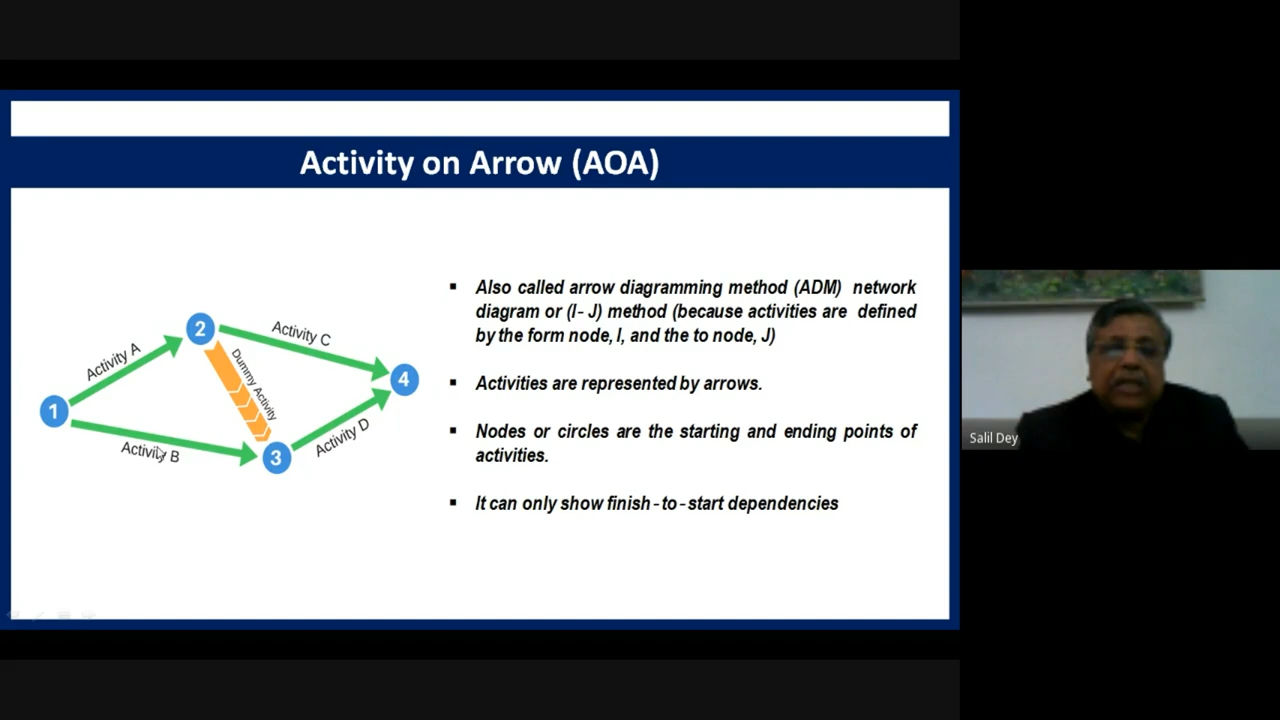 Activity on Arrow (AOA)
Activity A
Activity B
Activity C
Activity D
Dummy Activity
1
2
3
4
▪ Also called arrow diagramming method (ADM) network
diagram or (I- J) method (because activities are defined
by the form node, I, and the to node, J)
▪ Activities are represented by arrows.
▪ Nodes or circles are the starting and ending points of
activities.
▪ It can only show finish-to-start dependencies
Salil Dey